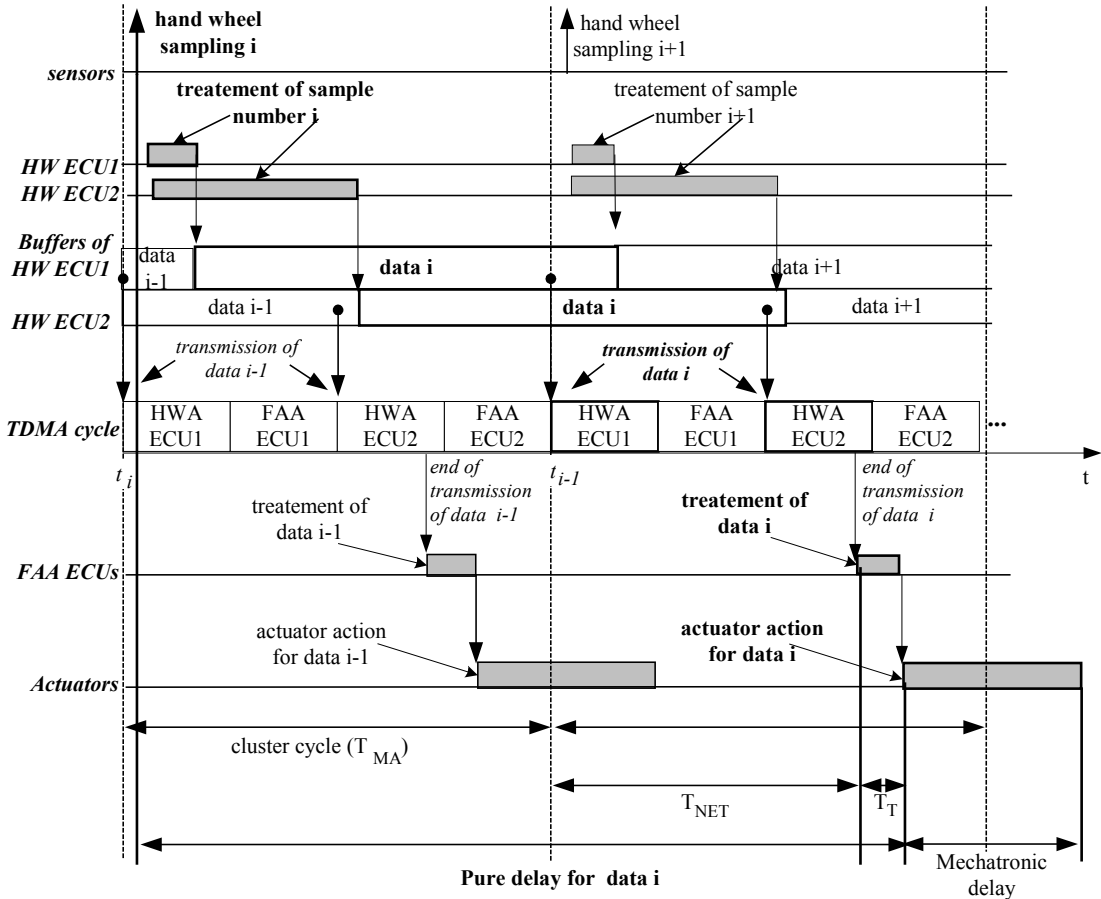 hand wheel
sampling i
hand wheel
sampling i+1
sensors
treatement of sample
number i
treatement of sample
number i+1
HW ECU1
HW ECU2
Buffers of
HW ECU1
data
i-1
data i
data i+1
HW ECU2
data i-1
data i
data i+1
transmission of
data i-1
transmission of
data i
TDMA cycle
HWA
ECU1
FAA
ECU1
HWA
ECU2
FAA
ECU2
HWA
ECU1
FAA
ECU1
HWA
ECU2
FAA
ECU2
...
t i
t i-1
t
end of
transmission
of data i-1
end of
transmission
of data i
treatement of
data i-1
treatement of
data i
FAA ECUs
actuator action
for data i-1
actuator action
for data i
Actuators
cluster cycle (T MA)
T NET
T T
Pure delay for data i
Mechatronic
delay